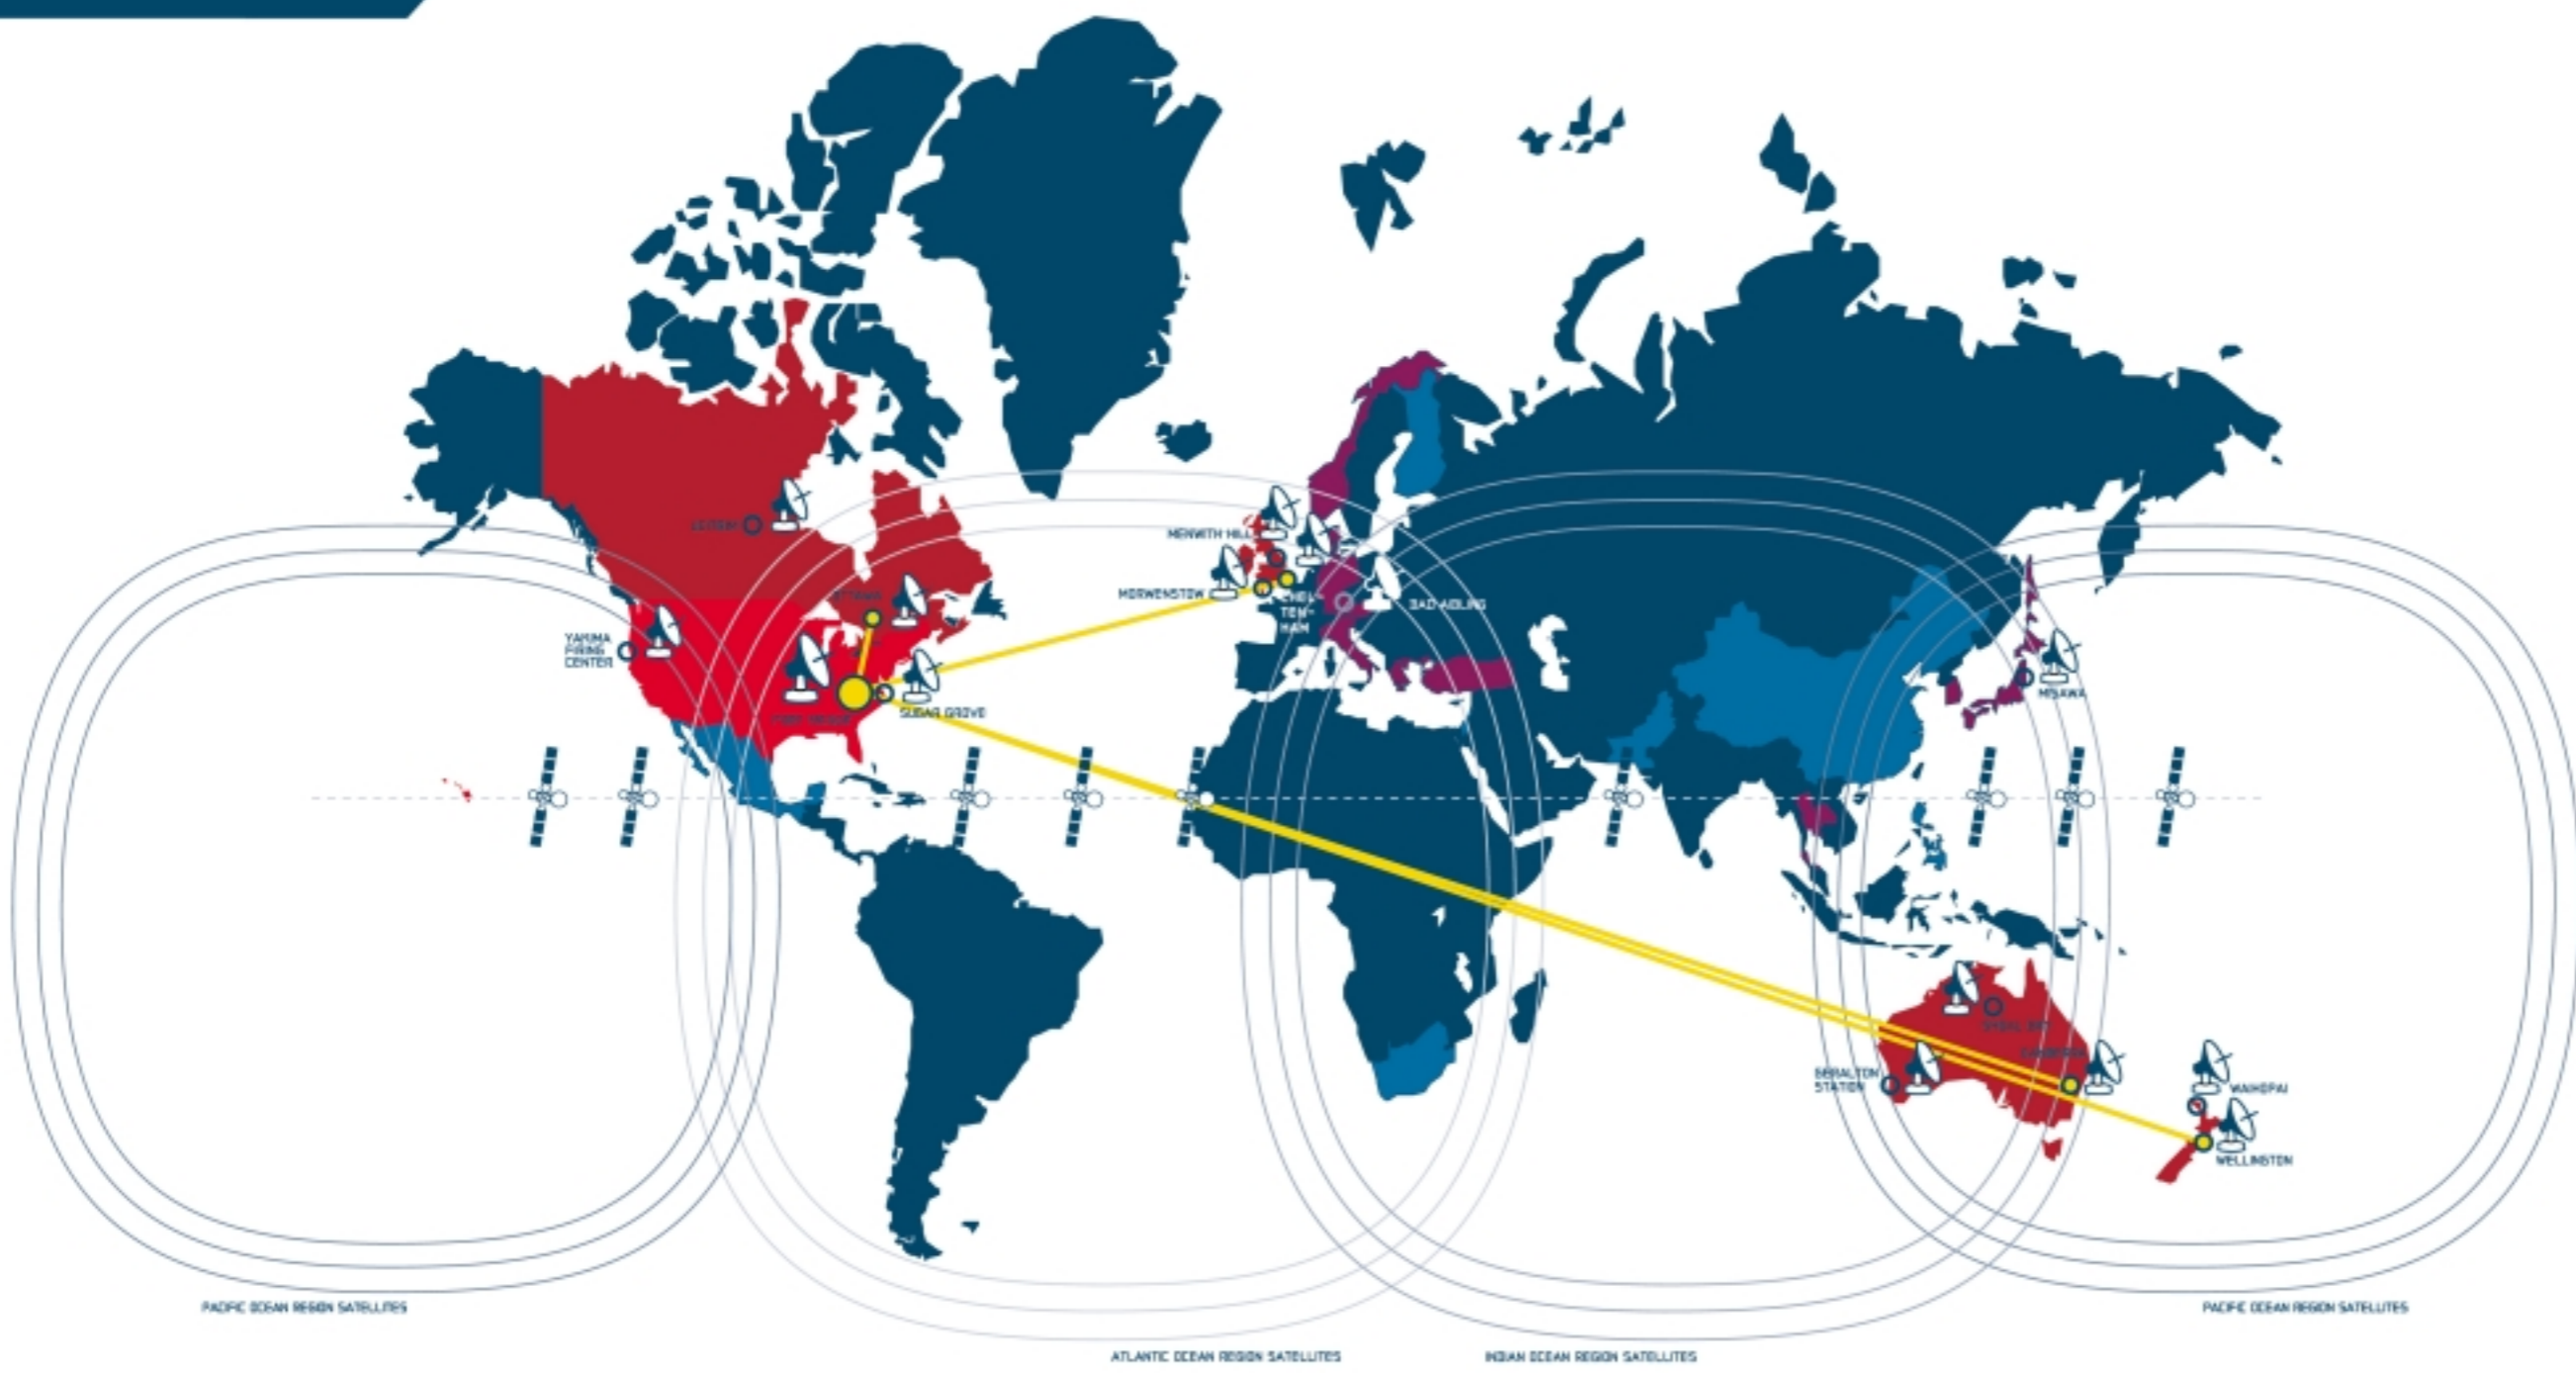 MENWITH HILL
MORWENSTOW
CHEL-
TEN-
HAM
BAD AIBLING
LEITRIM
OTTAWA
YAKIMA
FIRING
CENTER
FORT MEADE
SUGAR GROVE
MISAWA
GERALTON
STATION
CANBERRA
WAIHOPAI
WELLINGTON
PACIFIC OCEAN REGION SATELLITES
PACIFIC OCEAN REGION SATELLITES
ATLANTIC OCEAN REGION SATELLITES
INDIAN OCEAN REGION SATELLITES